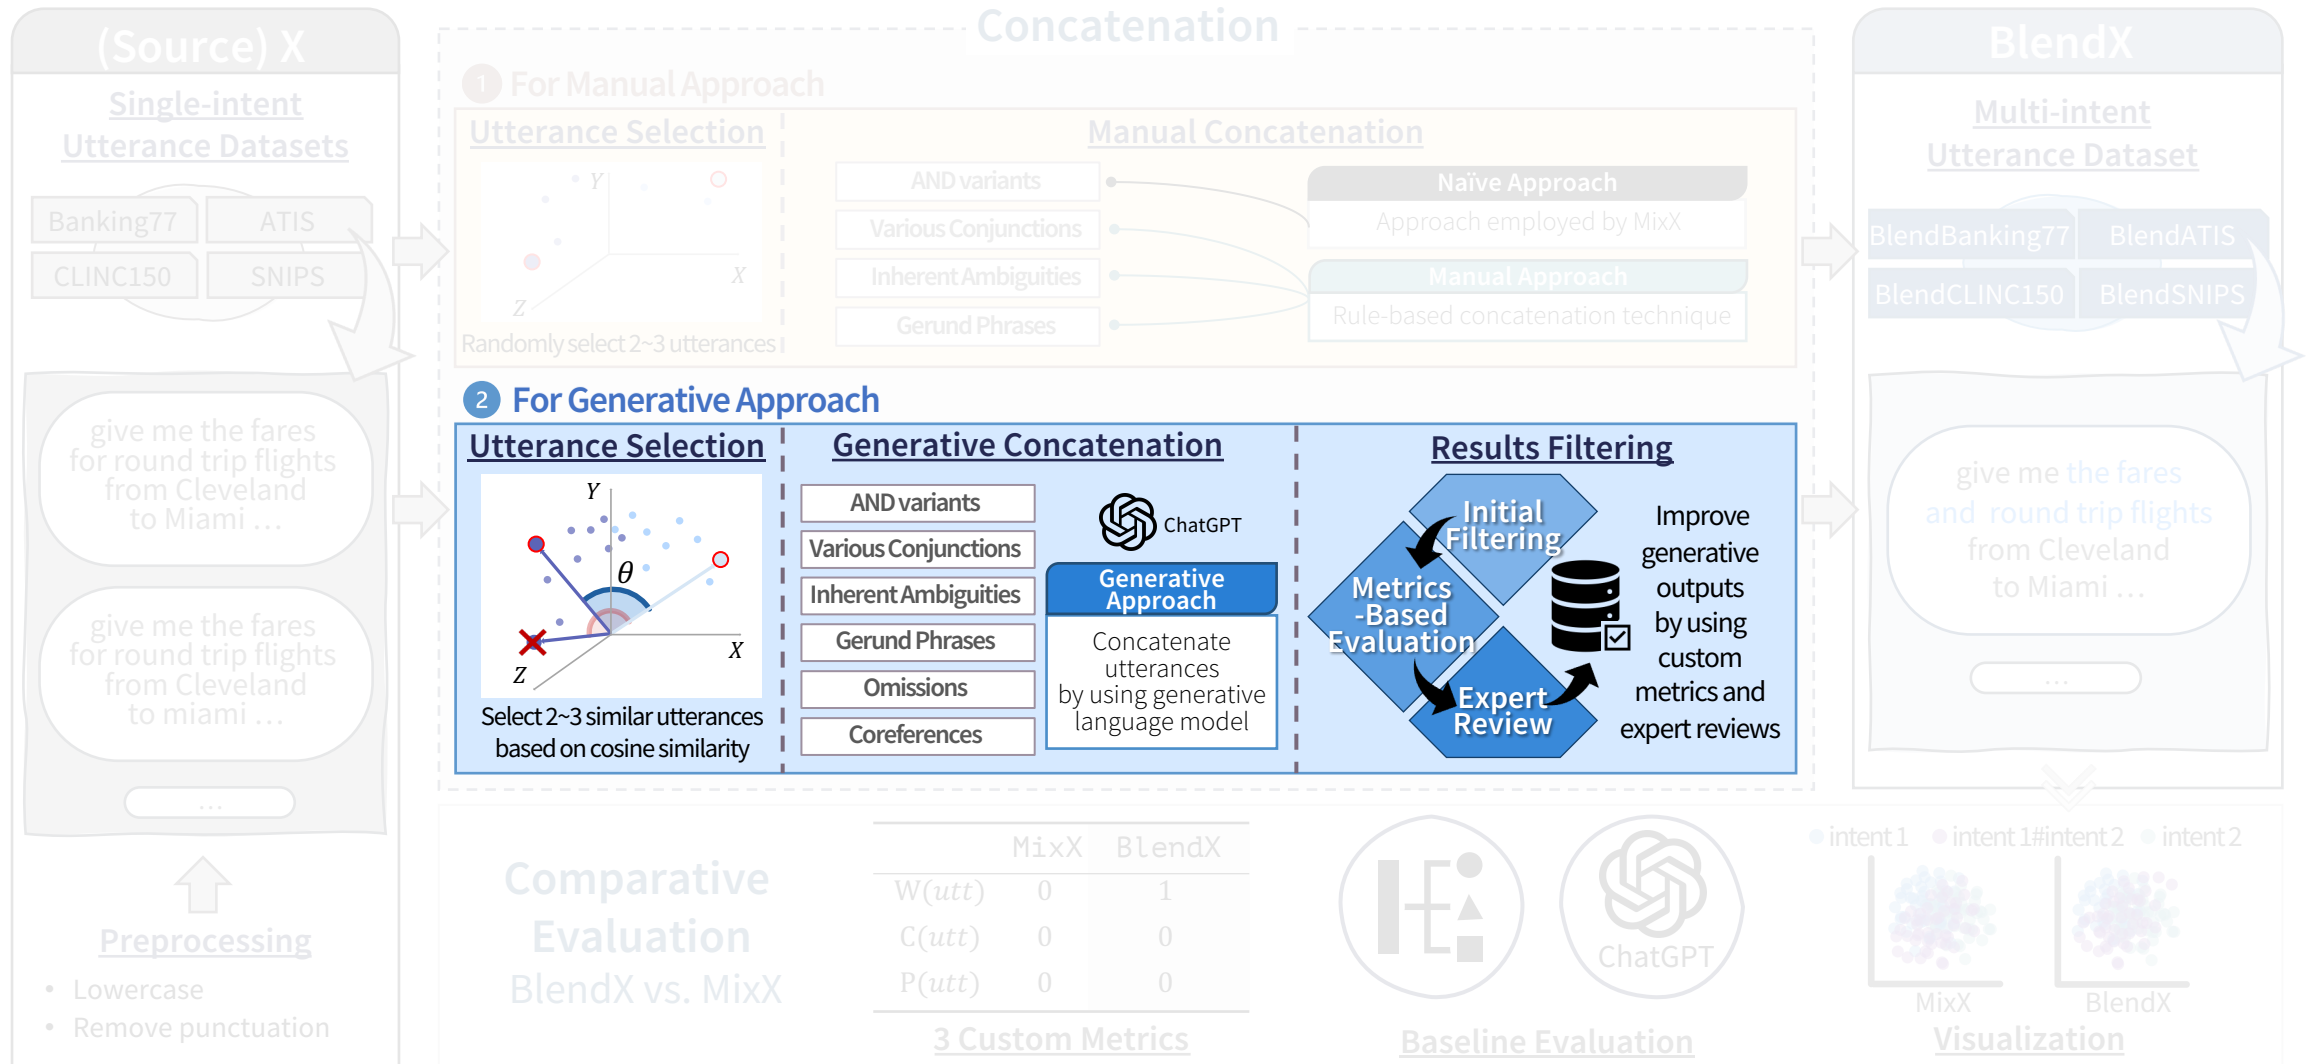 (Source) X
Single-intent
Utterance Datasets
Banking77
ATIS
CLINC150
SNIPS
give me the fares
for round trip flights
from Cleveland
to Miami ...
give me the fares
for round trip flights
from Cleveland
to miami ...
...
Preprocessing
• Lowercase
• Remove punctuation
Concatenation
1 For Manual Approach
Utterance Selection
Y
X
Z
Randomly select 2~3 utterances
Manual Concatenation
AND variants
Various Conjunctions
Inherent Ambiguities
Gerund Phrases
Naïve Approach
Approach employed by MixX
Manual Approach
Rule-based concatenation technique
2 For Generative Approach
Utterance Selection
Y
θ
X
Z
Select 2~3 similar utterances
based on cosine similarity
Generative Concatenation
AND variants
Various Conjunctions
Inherent Ambiguities
Gerund Phrases
Omissions
Coreferences
ChatGPT
Generative
Approach
Concatenate
utterances
by using generative
language model
Results Filtering
Initial
Filtering
Metrics
-Based
Evaluation
Expert
Review
Improve
generative
outputs
by using
custom
metrics and
expert reviews
BlendX
Multi-intent
Utterance Dataset
BlendBanking77
BlendATIS
BlendCLINC150
BlendSNIPS
give me the fares
and round trip flights
from Cleveland
to Miami ...
...
Comparative
Evaluation
BlendX vs. MixX
MixX BlendX
W(utt) 0 1
C(utt) 0 0
P(utt) 0 0
3 Custom Metrics
ChatGPT
Baseline Evaluation
intent 1 intent 1#intent 2 intent 2
MixX
BlendX
Visualization